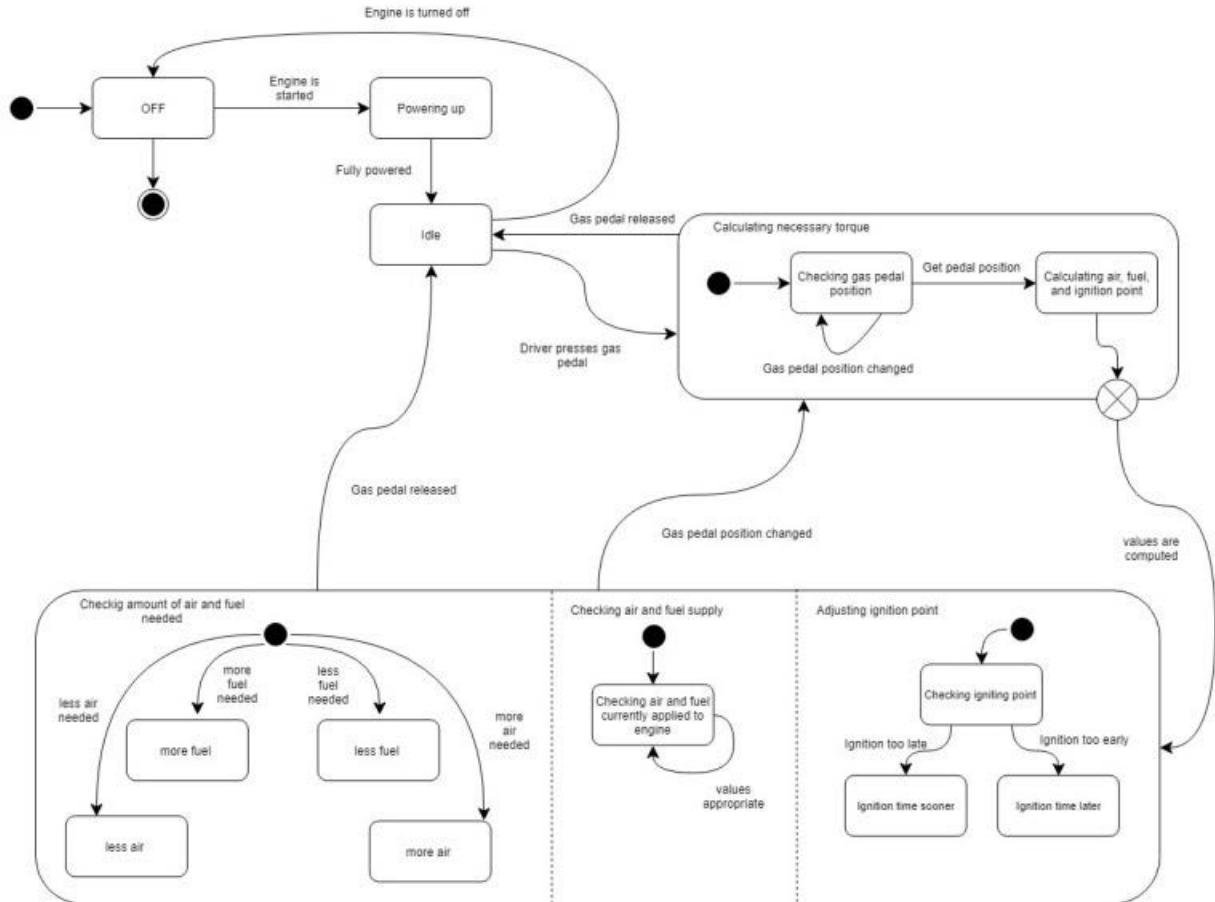 Engine is turned off
OFF
Engine is
started
Powering up
Fully powered
Idle
Gas pedal released
Driver presses gas
pedal
Calculating necessary torque
Checking gas pedal
position
Get pedal position
Calculating air, fuel,
and ignition point
Gas pedal position changed
Gas pedal released
Gas pedal position changed
values are
computed
Checkig amount of air and fuel
needed
less air
needed
more
fuel
needed
less
fuel
needed
more
air
needed
more fuel
less fuel
less air
more air
Checking air and fuel supply
Checking air and fuel
currently applied to
engine
values
appropriate
Adjusting ignition point
Checking igniting point
Ignition too late
Ignition too early
Ignition time sooner
Ignition time later